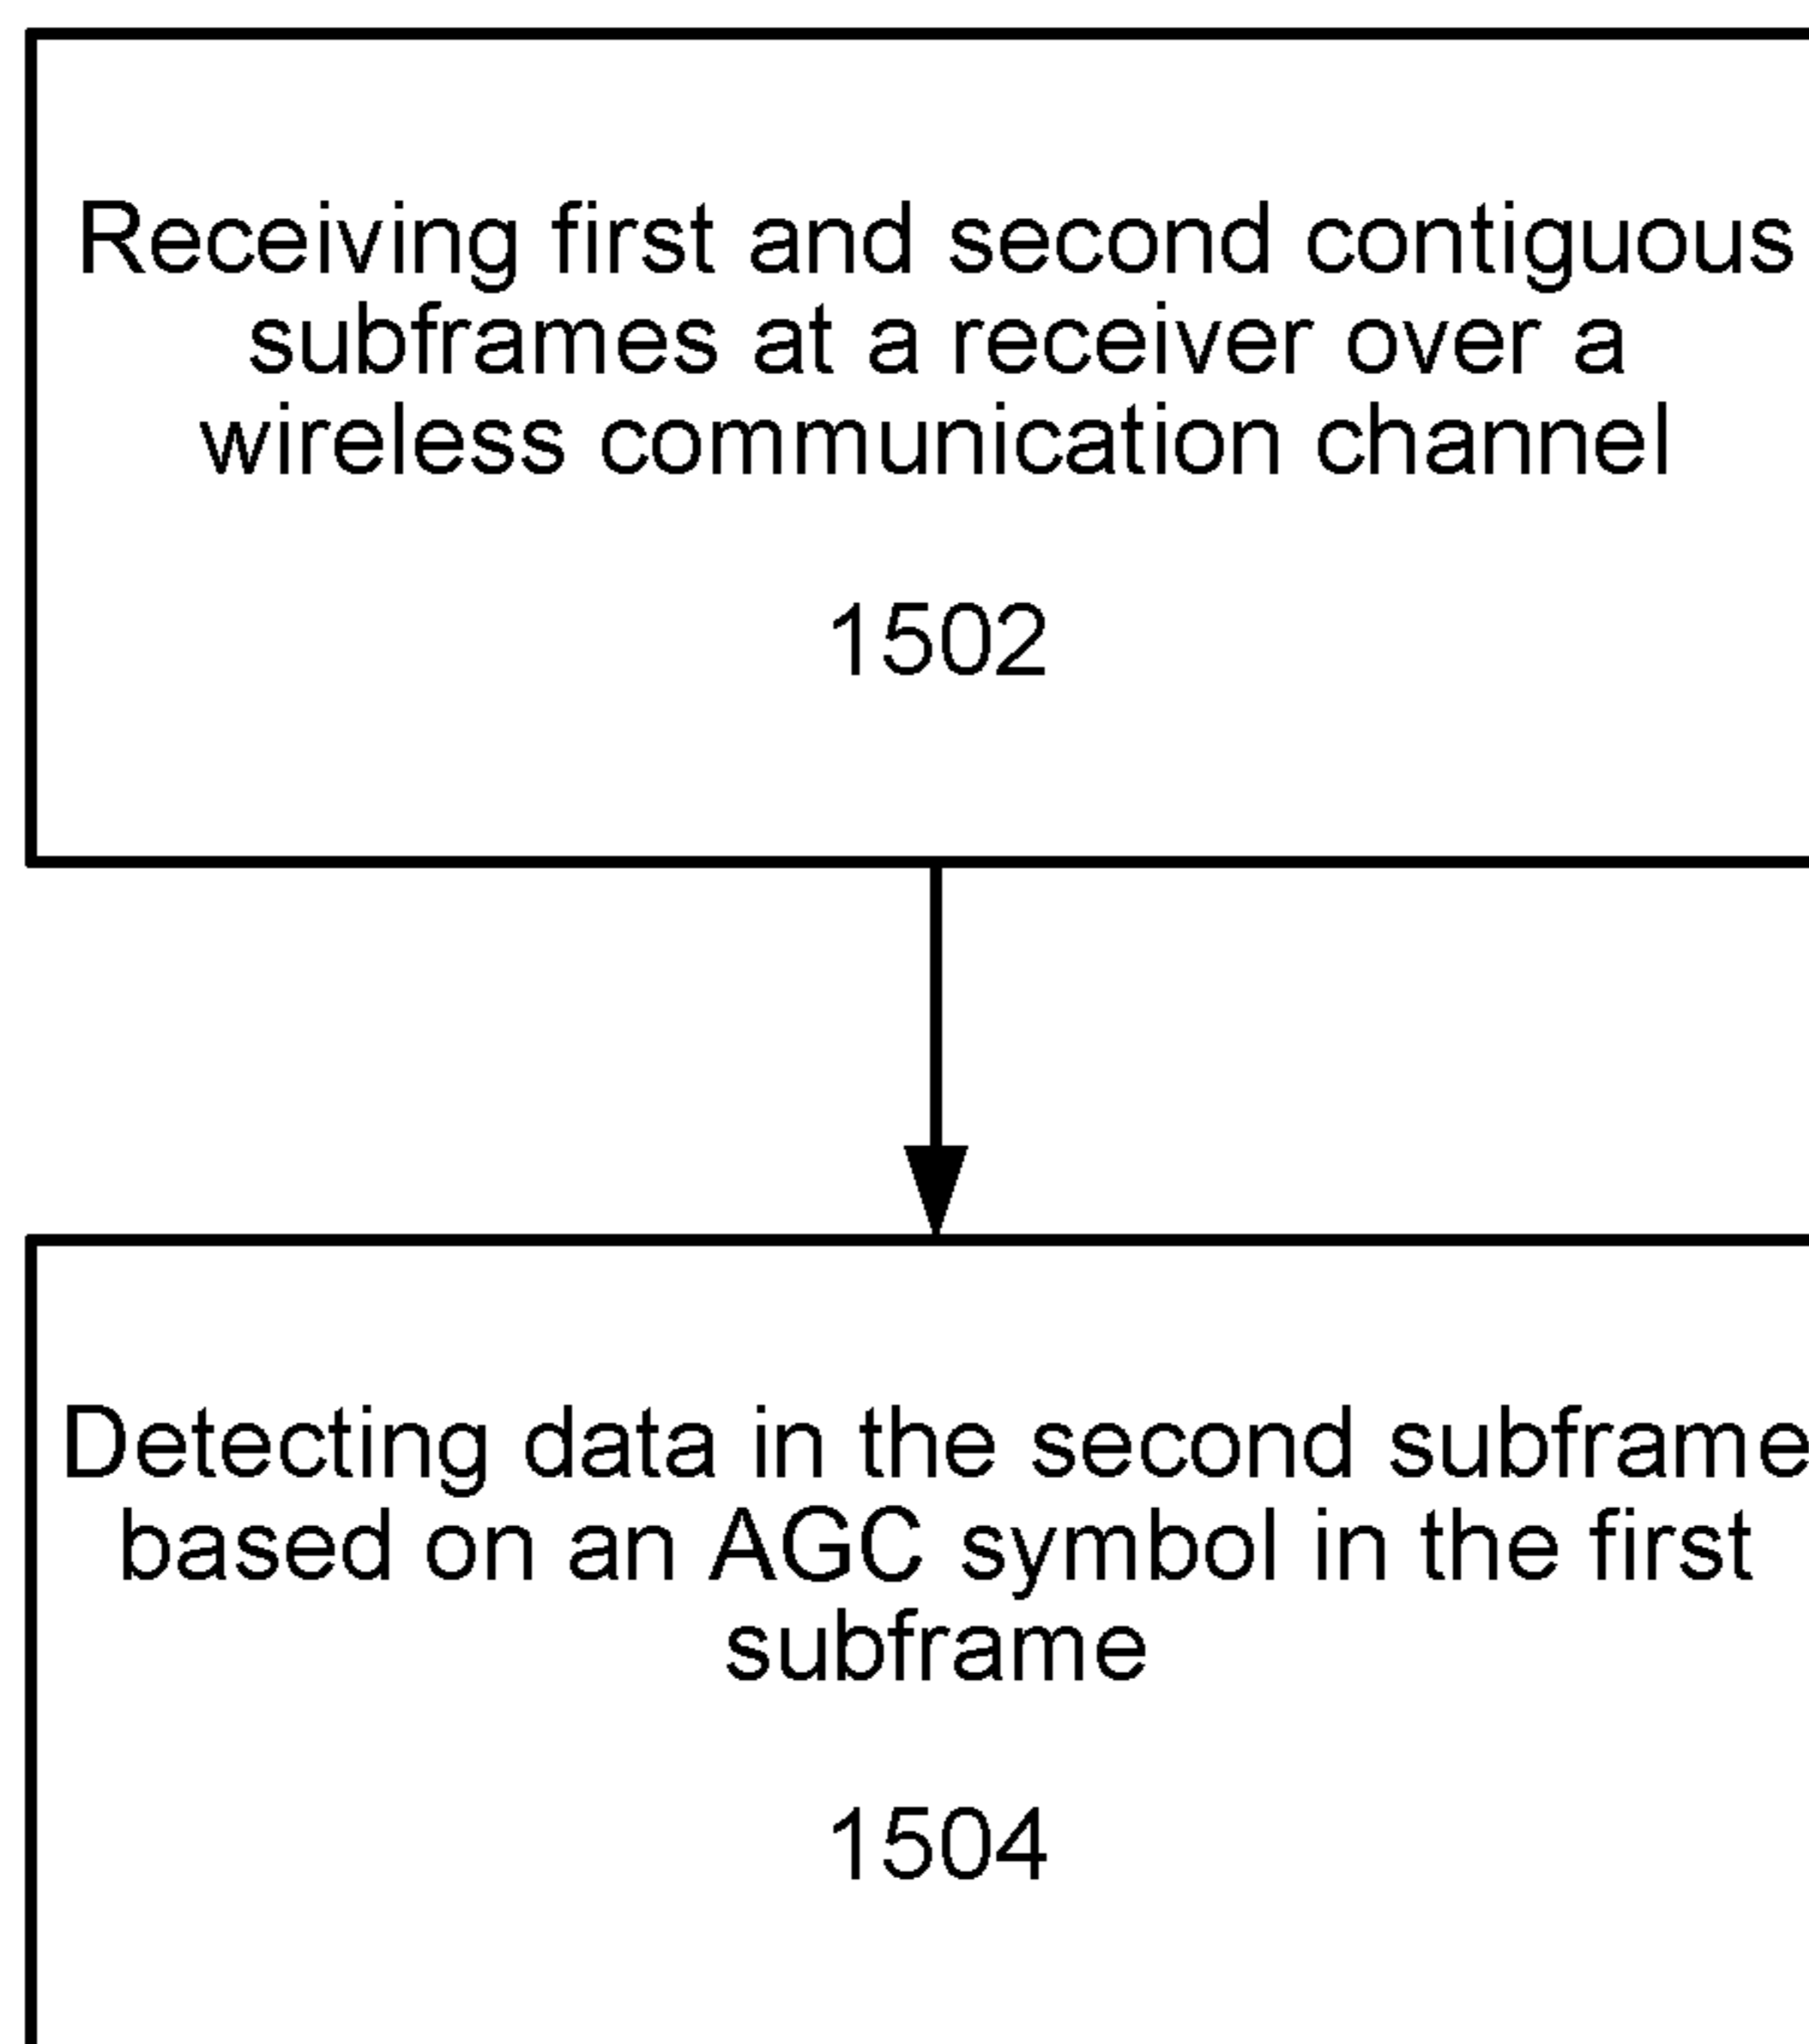 Receiving first and second contiguous
subframes at a receiver over a
wireless communication channel
1502
Detecting data in the second subframe
based on an AGC symbol in the first
subframe
1504